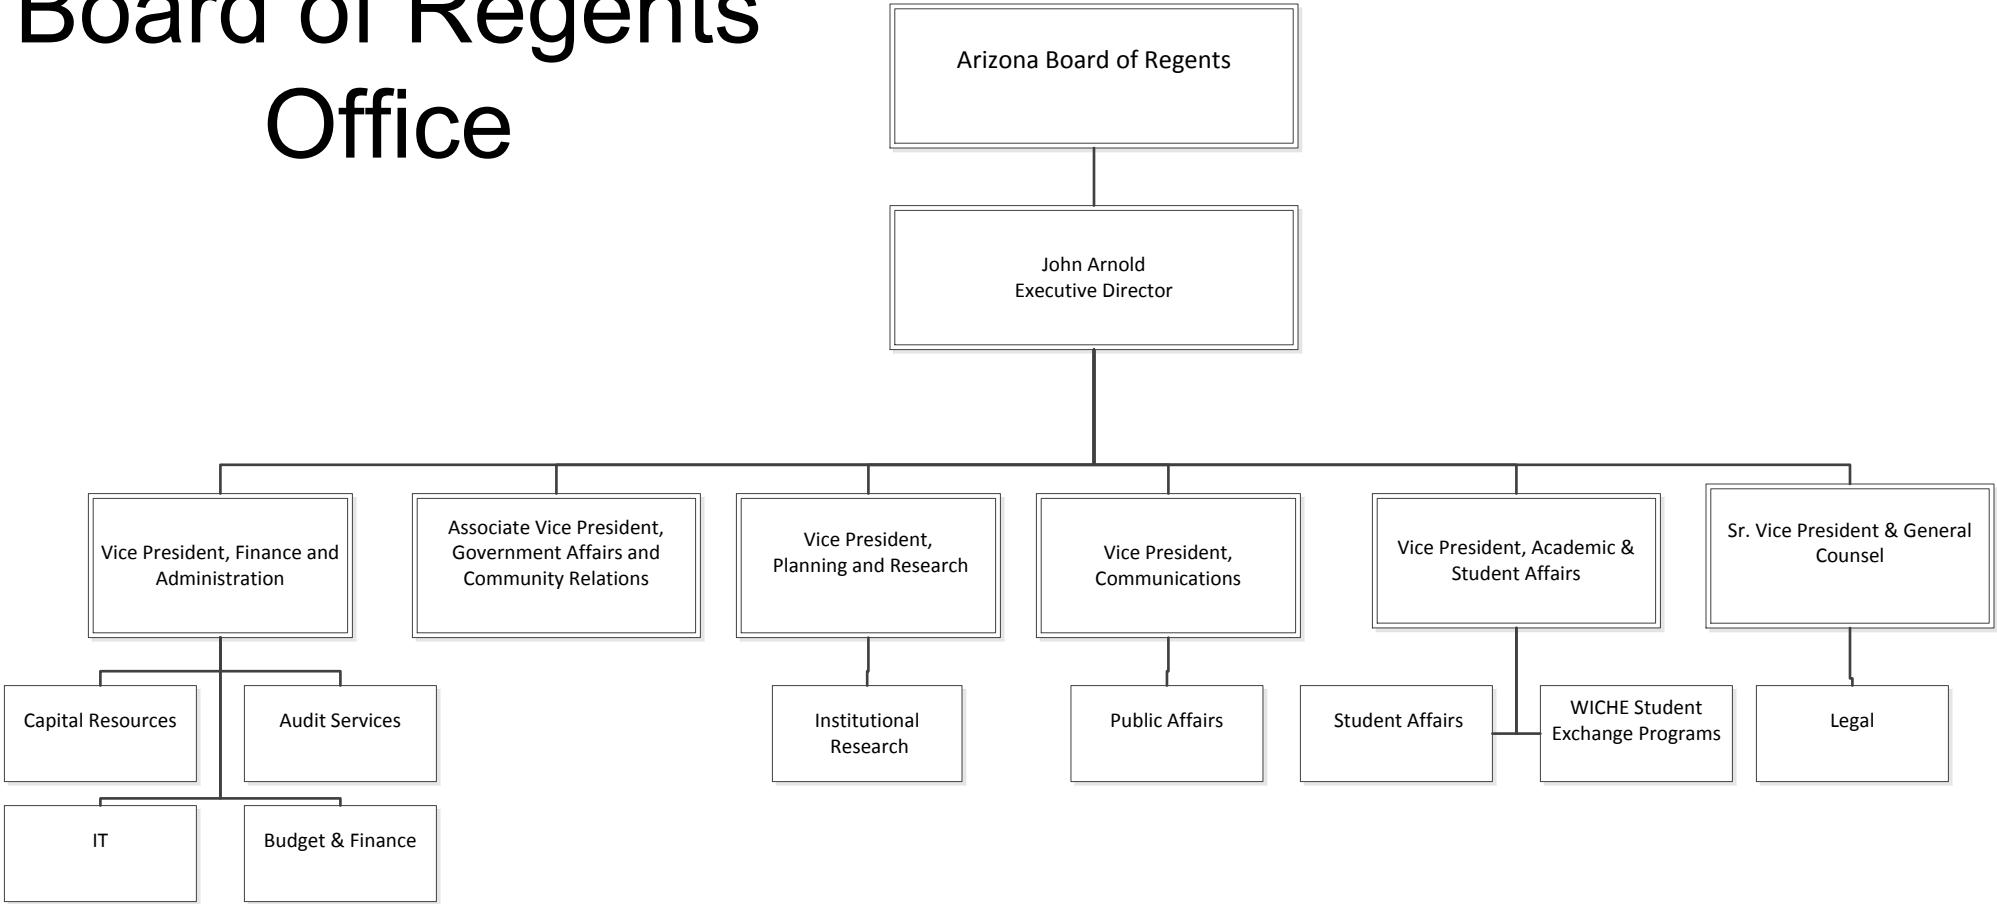 Board of Regents
Office
Arizona Board of Regents
John Arnold
Executive Director
Vice President, Finance and
Administration
Associate Vice President,
Government Affairs and
Community Relations
Vice President,
Planning and Research
Vice President,
Communications
Vice President, Academic &
Student Affairs
Sr. Vice President & General
Counsel
Capital Resources
Audit Services
Institutional
Research
Public Affairs
Student Affairs
WICHE Student
Exchange Programs
Legal
IT
Budget & Finance